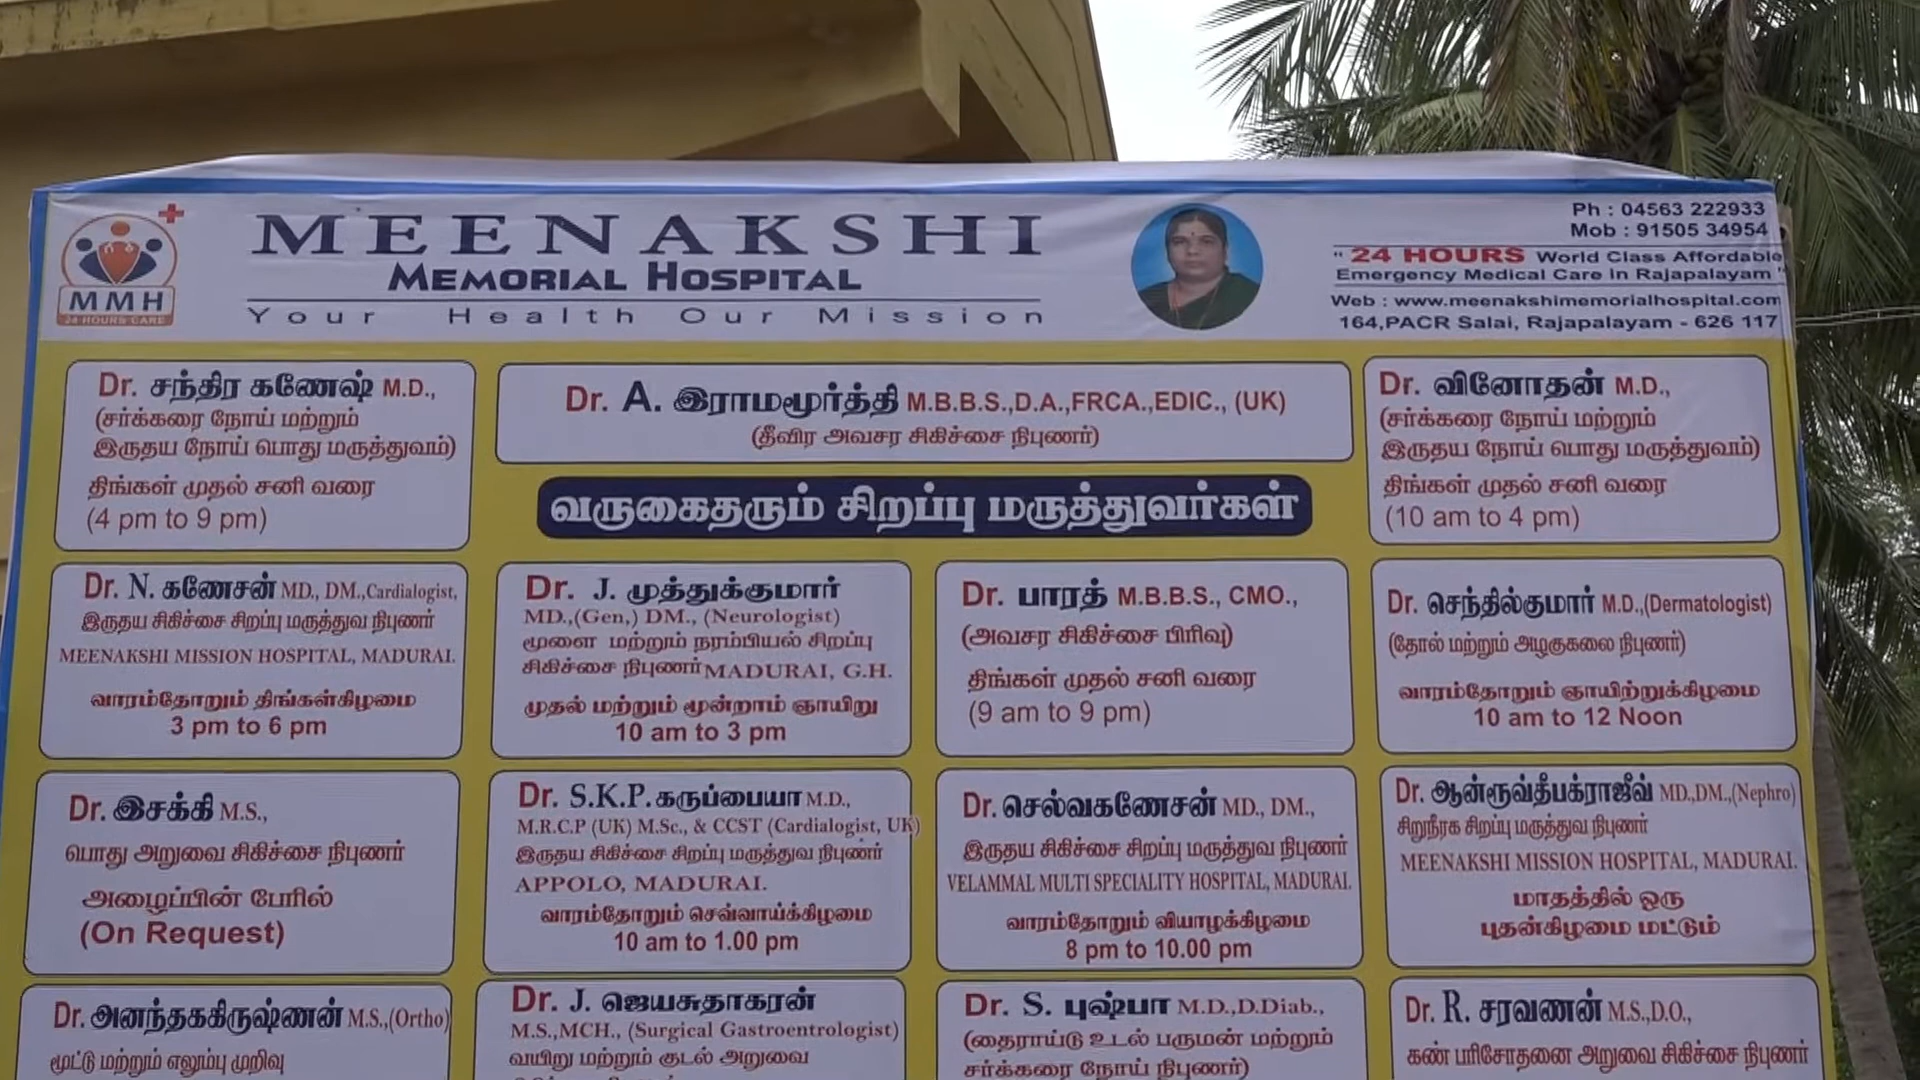 MMH
24 HOURS CARE
MEENAKSHI
MEMORIAL HOSPITAL
Your Health Our Mission
Ph : 04563 222933
Mob : 91505 34954
" 24 HOURS World Class Affordable
Emergency Medical Care In Rajapalayam "
Web : www.meenakshimemorialhospital.com
164,PACR Salai, Rajapalayam - 626 117
Dr. சந்திர கணேஷ் M.D.,
(சர்க்கரை நோய் மற்றும்
இருதய நோய் பொது மருத்துவம்)
திங்கள் முதல் சனி வரை
(4 pm to 9 pm)
Dr. A. இராமமூர்த்தி M.B.B.S.,D.A.,FRCA.,EDIC., (UK)
(தீவிர அவசர சிகிச்சை நிபுணர்)
Dr. வினோதன் M.D.,
(சர்க்கரை நோய் மற்றும்
இருதய நோய் பொது மருத்துவம்)
திங்கள் முதல் சனி வரை
(10 am to 4 pm)
வருகைதரும் சிறப்பு மருத்துவர்கள்
Dr. N. கணேசன் MD., DM.,Cardialogist,
இருதய சிகிச்சை சிறப்பு மருத்துவ நிபுணர்
MEENAKSHI MISSION HOSPITAL, MADURAI.
வாரம்தோறும் திங்கள்கிழமை
3 pm to 6 pm
Dr. J. முத்துக்குமார்
MD.,(Gen,) DM., (Neurologist)
மூளை மற்றும் நரம்பியல் சிறப்பு
சிகிச்சை நிபுணர் MADURAI, G.H.
முதல் மற்றும் மூன்றாம் ஞாயிறு
10 am to 3 pm
Dr. பாரத் M.B.B.S., CMO.,
(அவசர சிகிச்சை பிரிவு)
திங்கள் முதல் சனி வரை
(9 am to 9 pm)
Dr. செந்தில்குமார் M.D.,(Dermatologist)
(தோல் மற்றும் அழகுகலை நிபுணர்)
வாரம்தோறும் ஞாயிற்றுக்கிழமை
10 am to 12 Noon
Dr. இசக்கி M.S.,
பொது அறுவை சிகிச்சை நிபுணர்
அழைப்பின் பேரில்
(On Request)
Dr. S.K.P. கருப்பையா M.D.,
M.R.C.P (UK) M.Sc., & CCST (Cardialogist, UK)
இருதய சிகிச்சை சிறப்பு மருத்துவ நிபுணர்
APPOLO, MADURAI.
வாரம்தோறும் செவ்வாய்க்கிழமை
10 am to 1.00 pm
Dr. செல்வகணேசன் MD., DM.,
இருதய சிகிச்சை சிறப்பு மருத்துவ நிபுணர்
VELAMMAL MULTI SPECIALITY HOSPITAL, MADURAI.
வாரம்தோறும் வியாழக்கிழமை
8 pm to 10.00 pm
Dr. ஆன்ரூவ்தீபக்ராஜீவ் MD.,DM.,(Nephro)
சிறுநீரக சிறப்பு மருத்துவ நிபுணர்
MEENAKSHI MISSION HOSPITAL, MADURAI.
மாதத்தில் ஒரு
புதன்கிழமை மட்டும்
Dr. அனந்தககிருஷ்ணன் M.S.,(Ortho)
மூட்டு மற்றும் எலும்பு முறிவு
Dr. J. ஜெயசுதாகரன்
M.S.,MCH., (Surgical Gastroentrologist)
வயிறு மற்றும் குடல் அறுவை
Dr. S. புஷ்பா M.D.,D.Diab.,
(தைராய்டு உடல் பருமன் மற்றும்
சர்க்கரை நோய் நிபுணர்)
Dr. R. சரவணன் M.S.,D.O.,
கண் பரிசோதனை அறுவை சிகிச்சை நிபுணர்